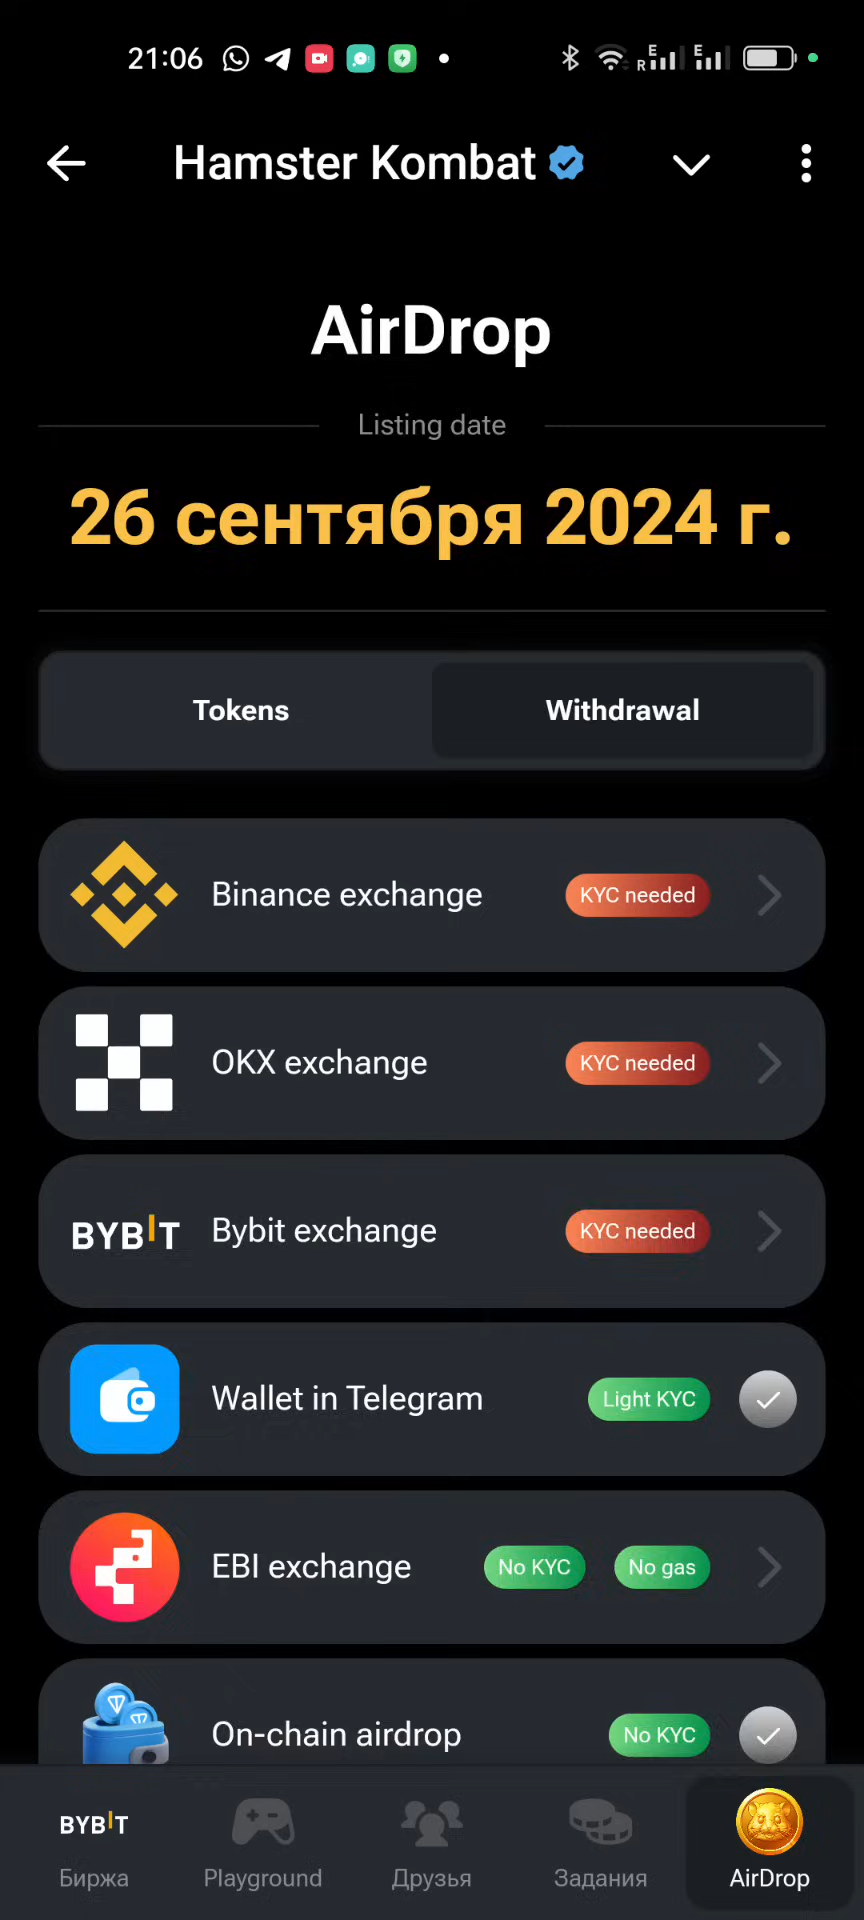 21:06
R E E
Hamster Kombat
AirDrop
Listing date
26 сентября 2024 г.
Tokens Withdrawal
Binance exchange KYC needed
OKX exchange KYC needed
BYBIT Bybit exchange KYC needed
Wallet in Telegram Light KYC
EBI exchange No KYC No gas
On-chain airdrop No KYC
BYBIT
Биржа Playground Друзья Задания AirDrop